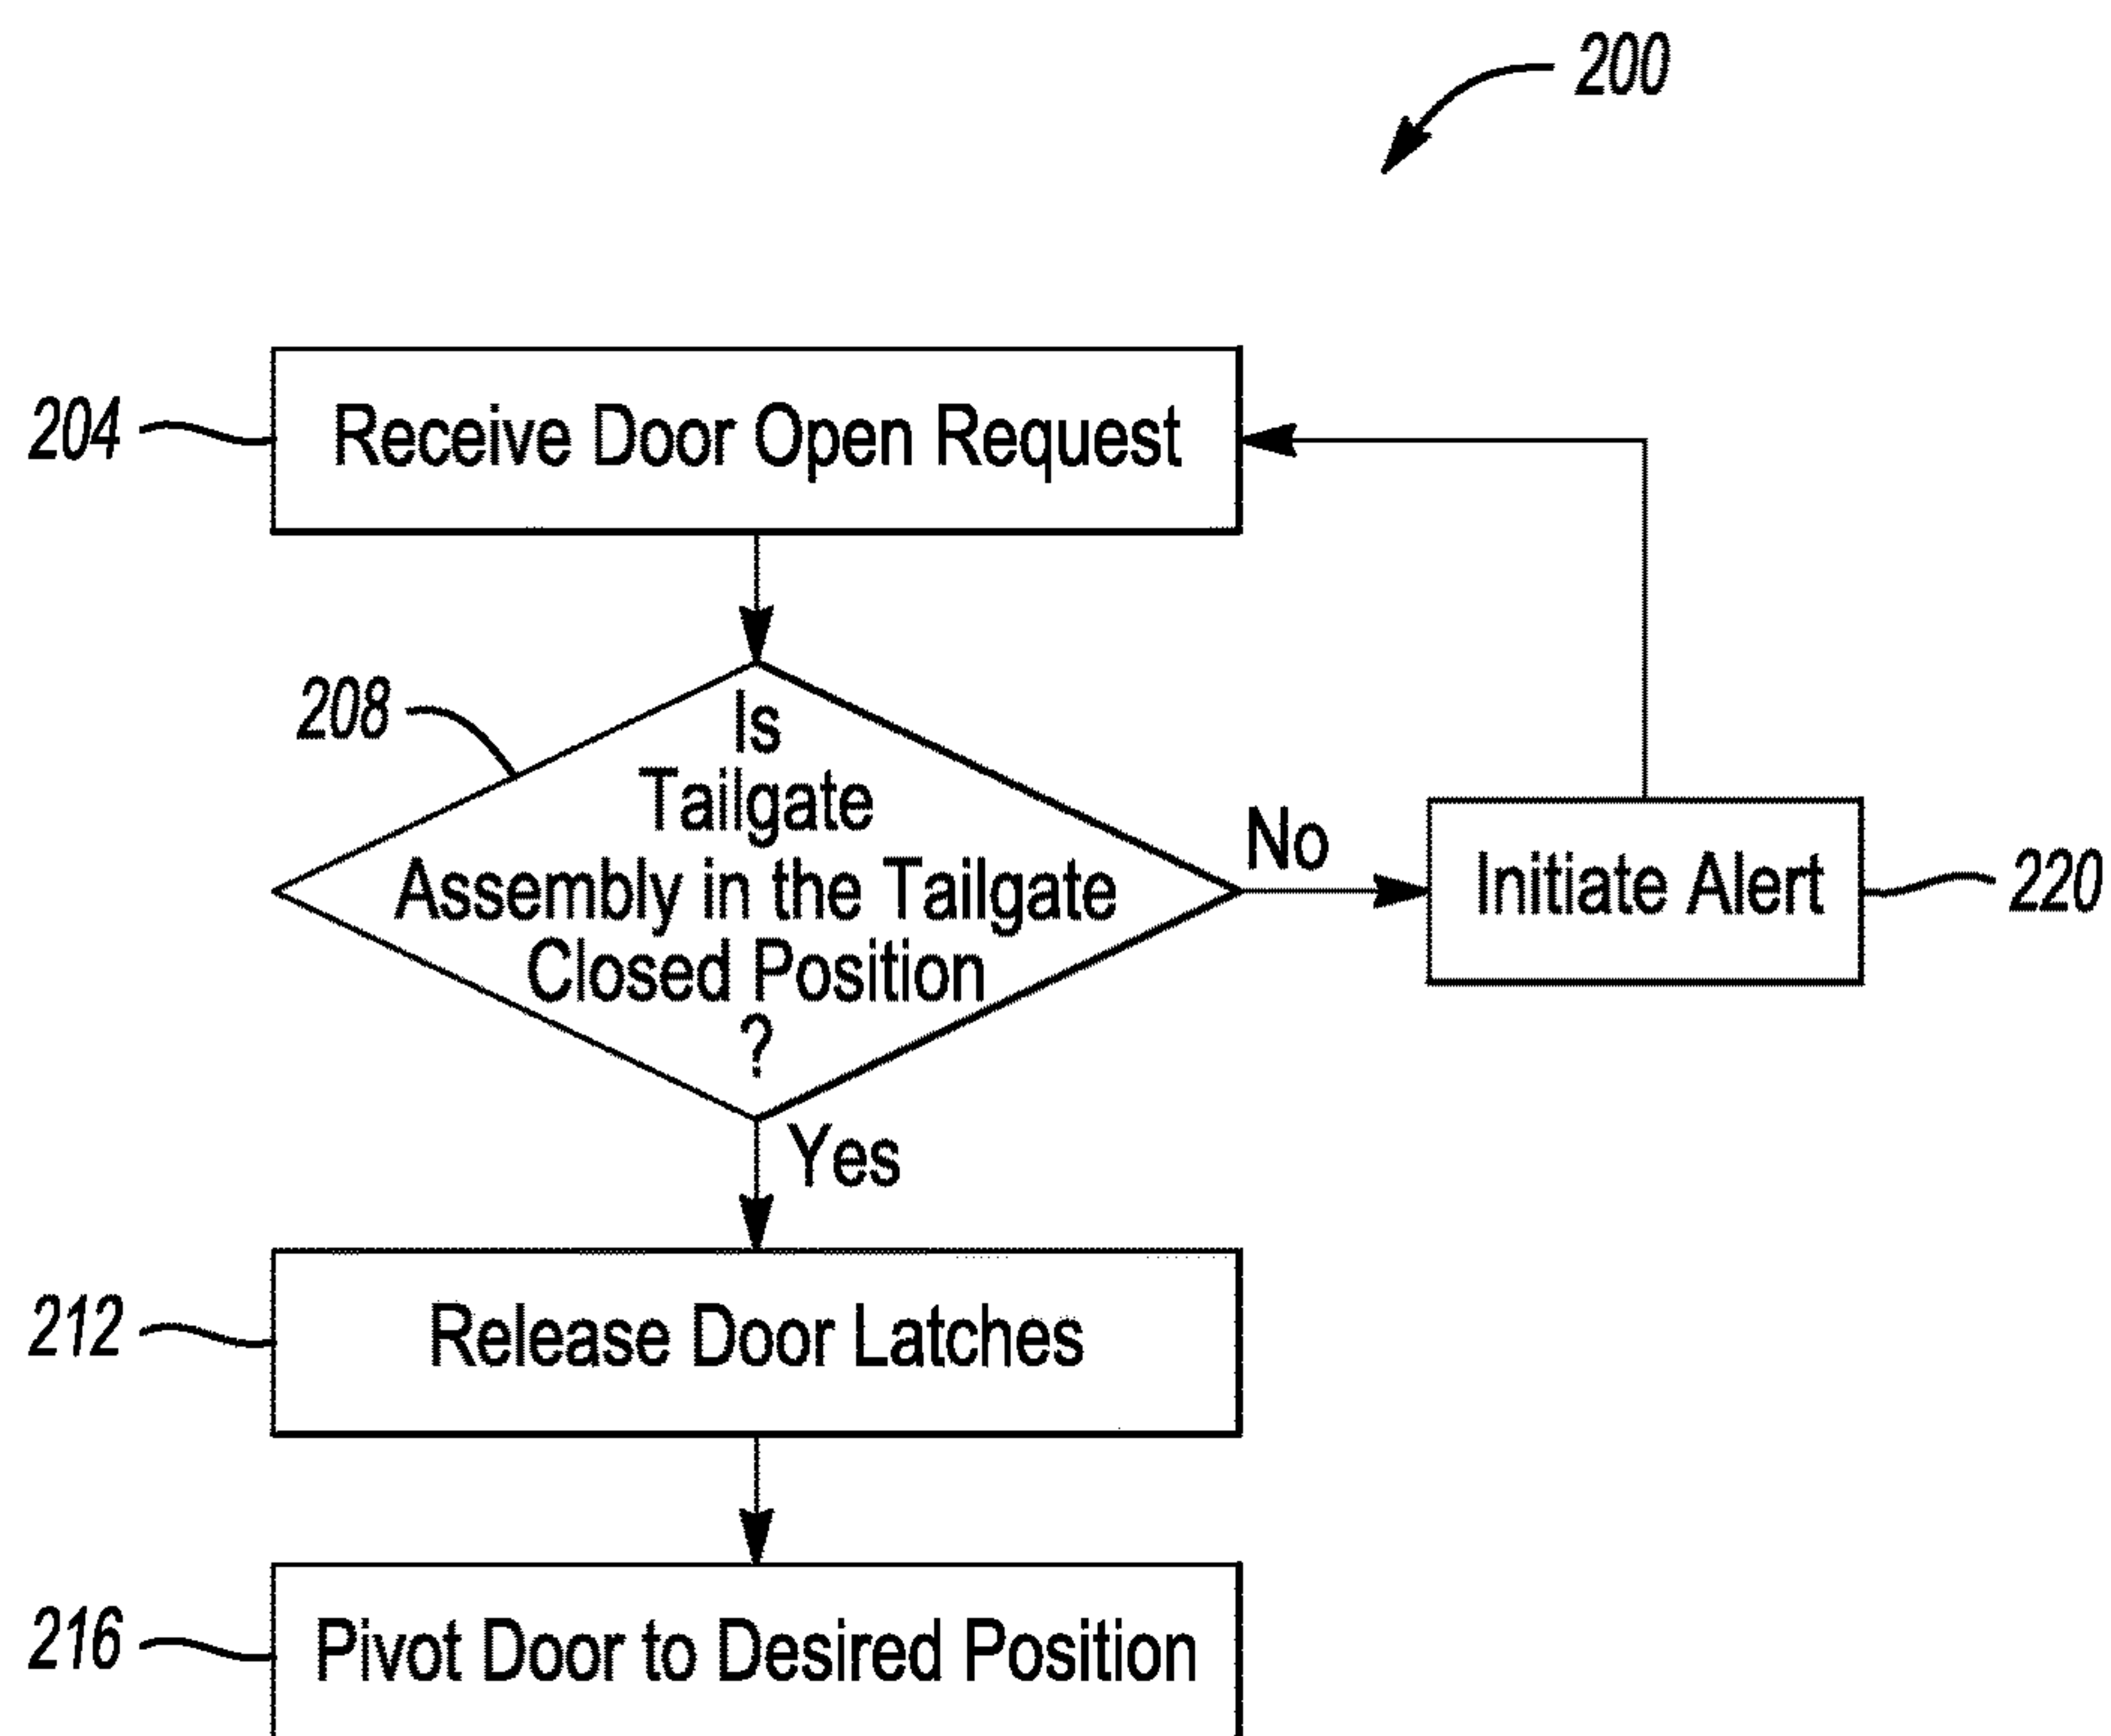 200
204
Receive Door Open Request
208
Is
Tailgate
Assembly in the Tailgate
Closed Position
?
No
Initiate Alert
220
Yes
212
Release Door Latches
216
Pivot Door to Desired Position